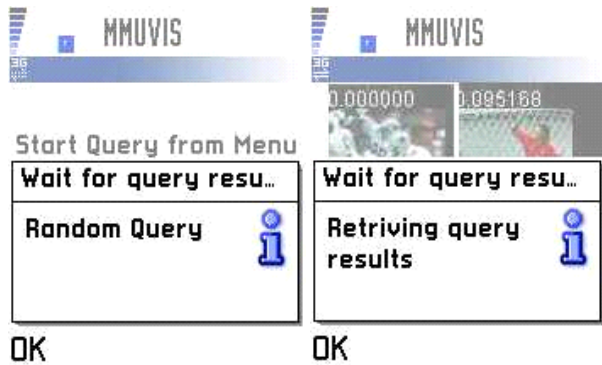 MMUVIS
3G
Start Query from Menu
Wait for query resu…
Random Query
OK
MMUVIS
3G
0.000000 0.095168
Wait for query resu…
Retriving query
results
OK